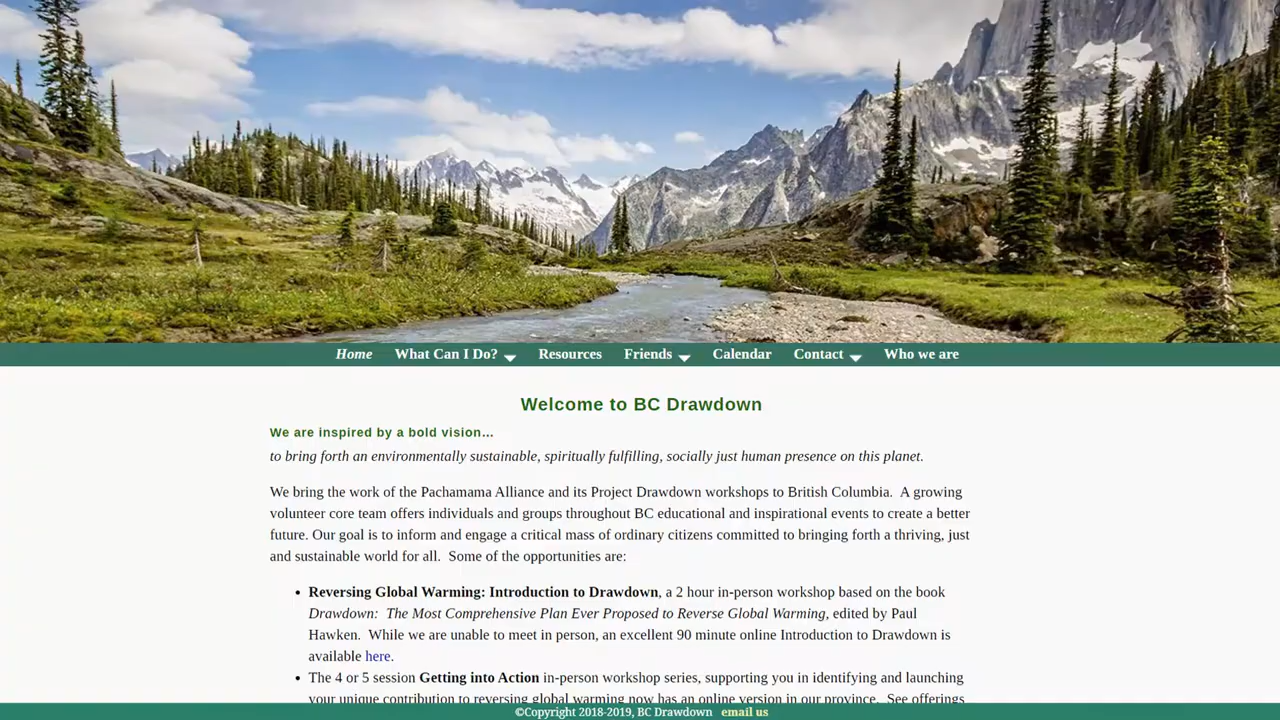 Home What Can I Do? Resources Friends Calendar Contact Who we are
Welcome to BC Drawdown
We are inspired by a bold vision...
to bring forth an environmentally sustainable, spiritually fulfilling, socially just human presence on this planet.
We bring the work of the Pachamama Alliance and its Project Drawdown workshops to British Columbia. A growing
volunteer core team offers individuals and groups throughout BC educational and inspirational events to create a better
future. Our goal is to inform and engage a critical mass of ordinary citizens committed to bringing forth a thriving, just
and sustainable world for all. Some of the opportunities are:
• Reversing Global Warming: Introduction to Drawdown, a 2 hour in-person workshop based on the book
Drawdown: The Most Comprehensive Plan Ever Proposed to Reverse Global Warming, edited by Paul
Hawken. While we are unable to meet in person, an excellent 90 minute online Introduction to Drawdown is
available here.
• The 4 or 5 session Getting into Action in-person workshop series, supporting you in identifying and launching
your unique contribution to reversing global warming now has an online version in our province. See offerings
©Copyright 2018-2019, BC Drawdown email us